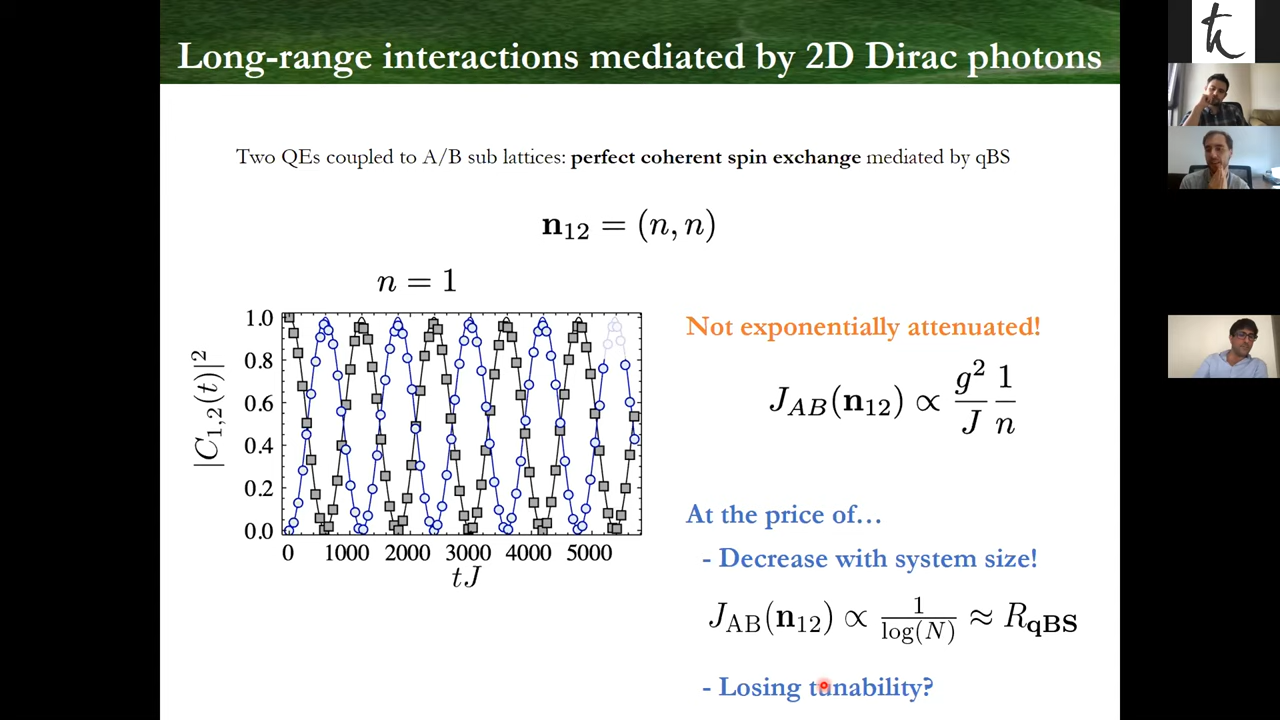 Long-range interactions mediated by 2D Dirac photons
Two QEs coupled to A/B sub lattices: perfect coherent spin exchange mediated by qBS
n₁₂ = (n, n)
n = 1
Not exponentially attenuated!
J_AB(n₁₂) ∝ g²/J 1/n
|C₁,₂(t)|²
1.0
0.8
0.6
0.4
0.2
0.0
0 1000 2000 3000 4000 5000
tJ
At the price of…
- Decrease with system size!
J_AB(n₁₂) ∝ 1/log(N) ≈ R_qBS
- Losing tunability?